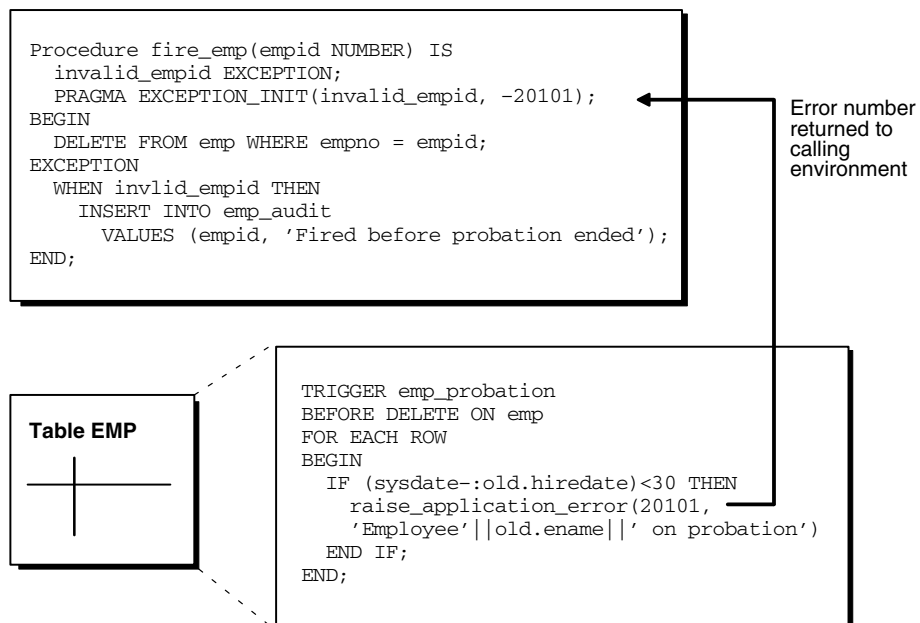 Procedure fire_emp(empid NUMBER) IS
  invalid_empid EXCEPTION;
  PRAGMA EXCEPTION_INIT(invalid_empid, −20101);
BEGIN
  DELETE FROM emp WHERE empno = empid;
EXCEPTION
  WHEN invlid_empid THEN
    INSERT INTO emp_audit
      VALUES (empid, ’Fired before probation ended’);
END;
Error number
returned to
calling
environment
Table EMP
TRIGGER emp_probation
BEFORE DELETE ON emp
FOR EACH ROW
BEGIN
  IF (sysdate−:old.hiredate)<30 THEN
    raise_application_error(20101,
    ’Employee’||old.ename||’ on probation’)
  END IF;
END;